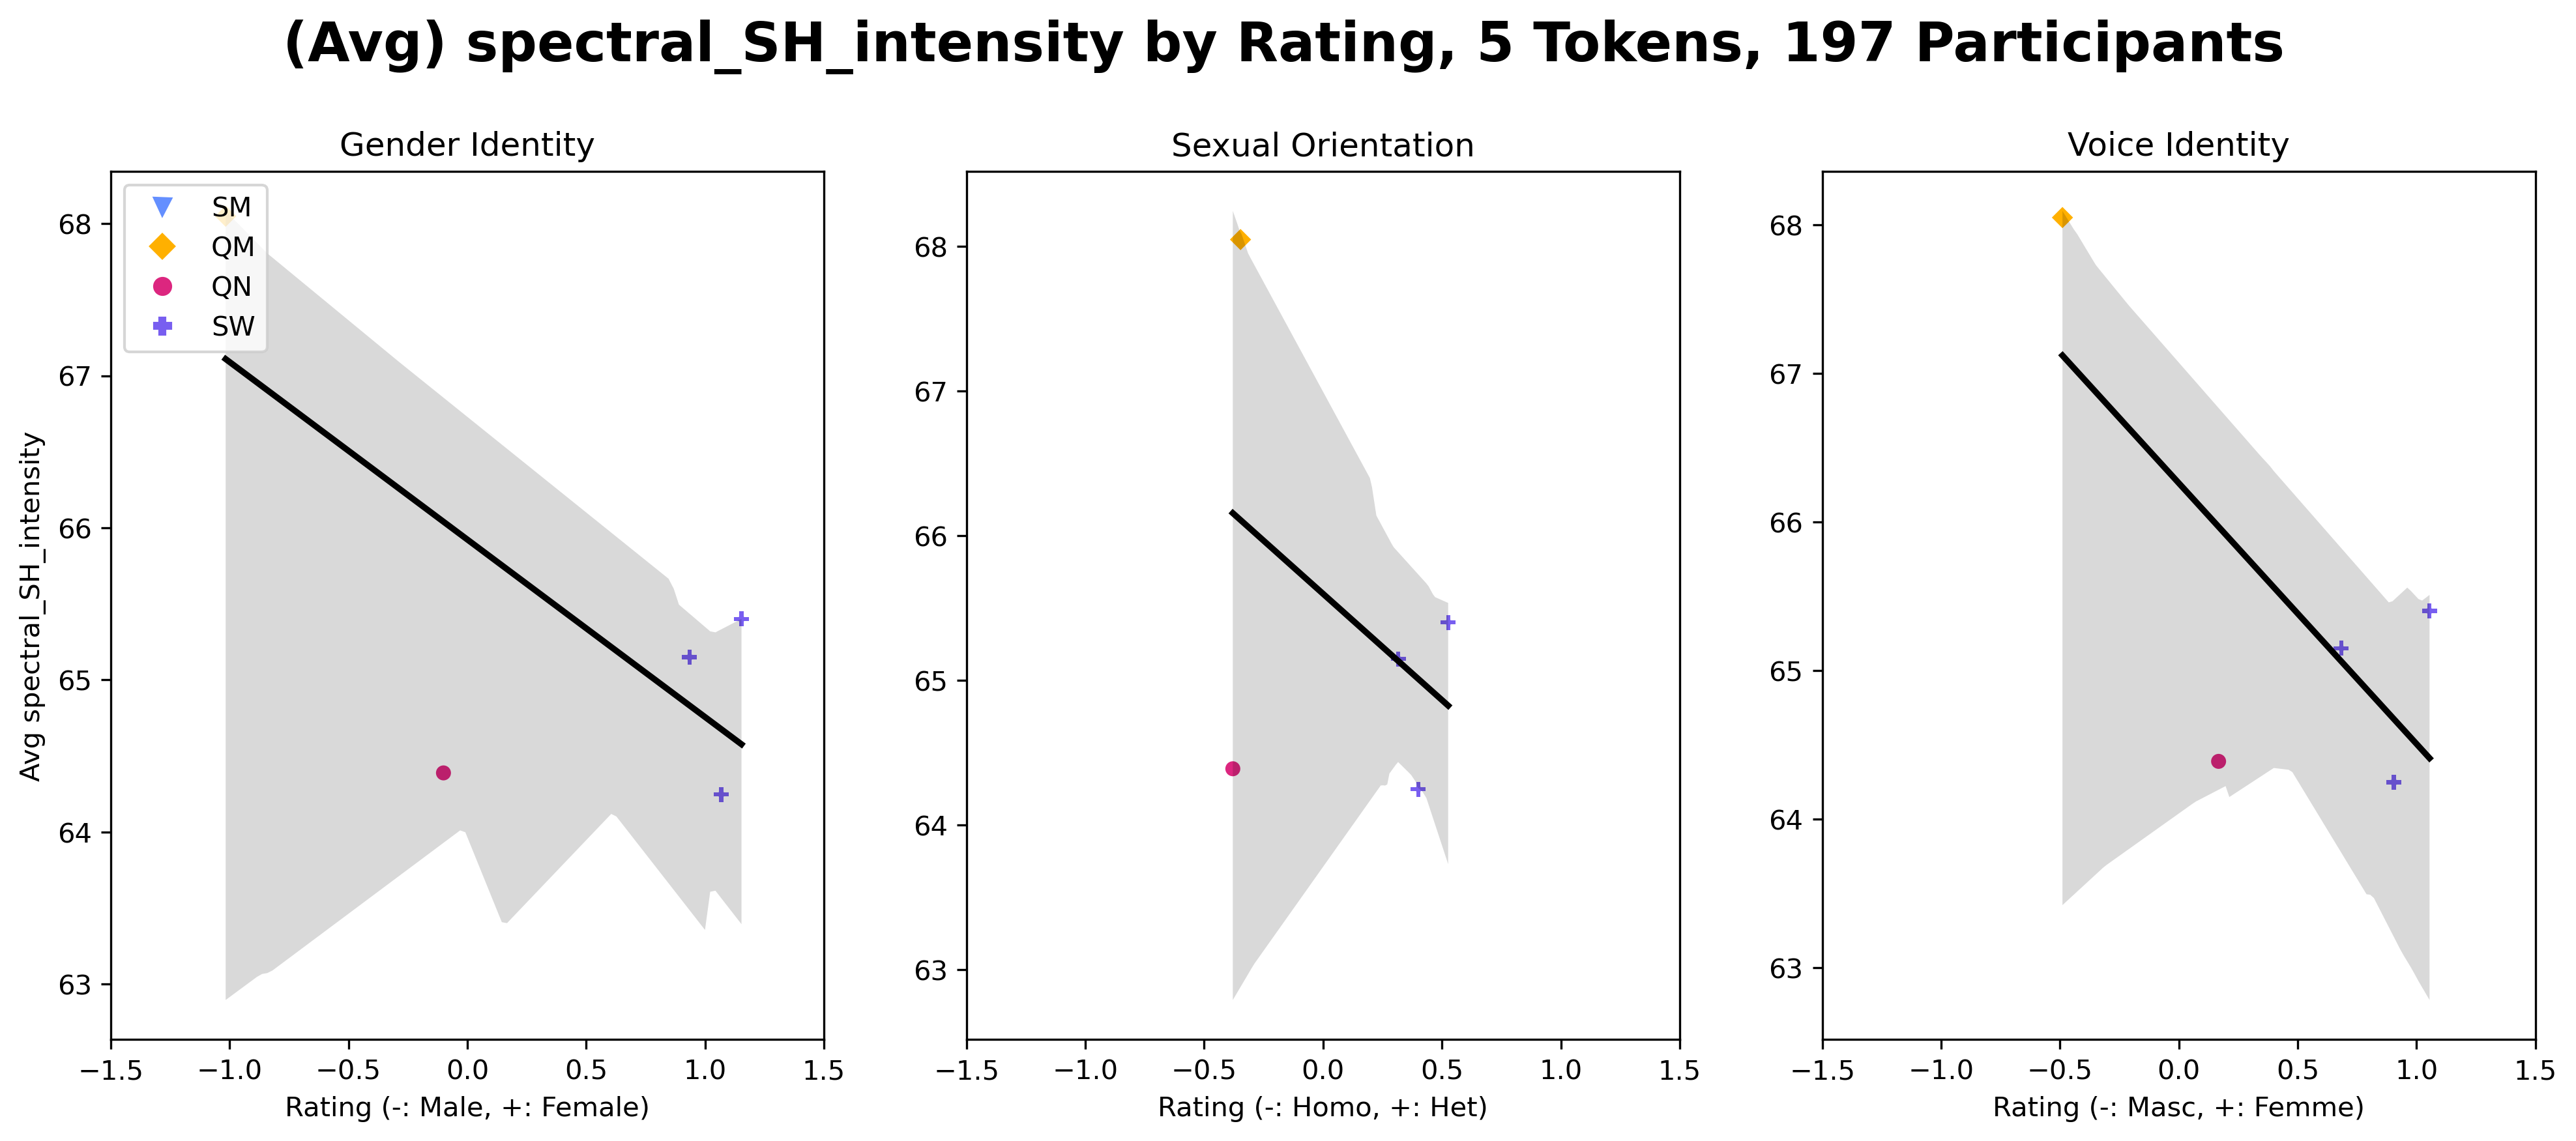 (Avg) spectral_SH_intensity by Rating, 5 Tokens, 197 Participants
Gender Identity
Sexual Orientation
Voice Identity
SM
QM
QN
SW
Avg spectral_SH_intensity
68
67
66
65
64
63
−1.5 −1.0 −0.5 0.0 0.5 1.0 1.5
Rating (-: Male, +: Female)
68
67
66
65
64
63
−1.5 −1.0 −0.5 0.0 0.5 1.0 1.5
Rating (-: Homo, +: Het)
68
67
66
65
64
63
−1.5 −1.0 −0.5 0.0 0.5 1.0 1.5
Rating (-: Masc, +: Femme)